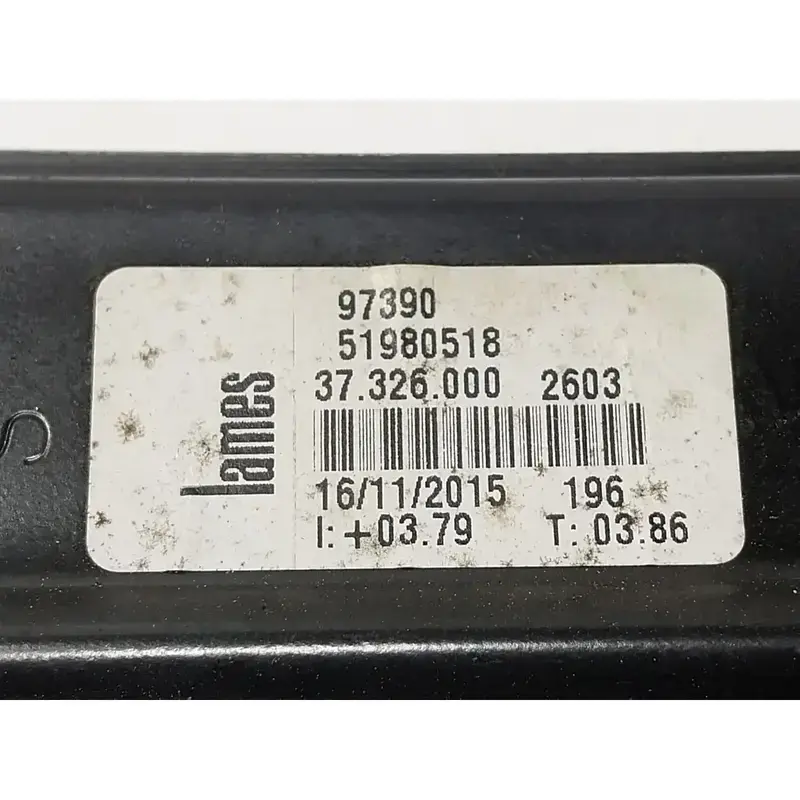 lames
97390
51980518
37.326.000 2603
16/11/2015 196
I: +03.79 T: 03.86